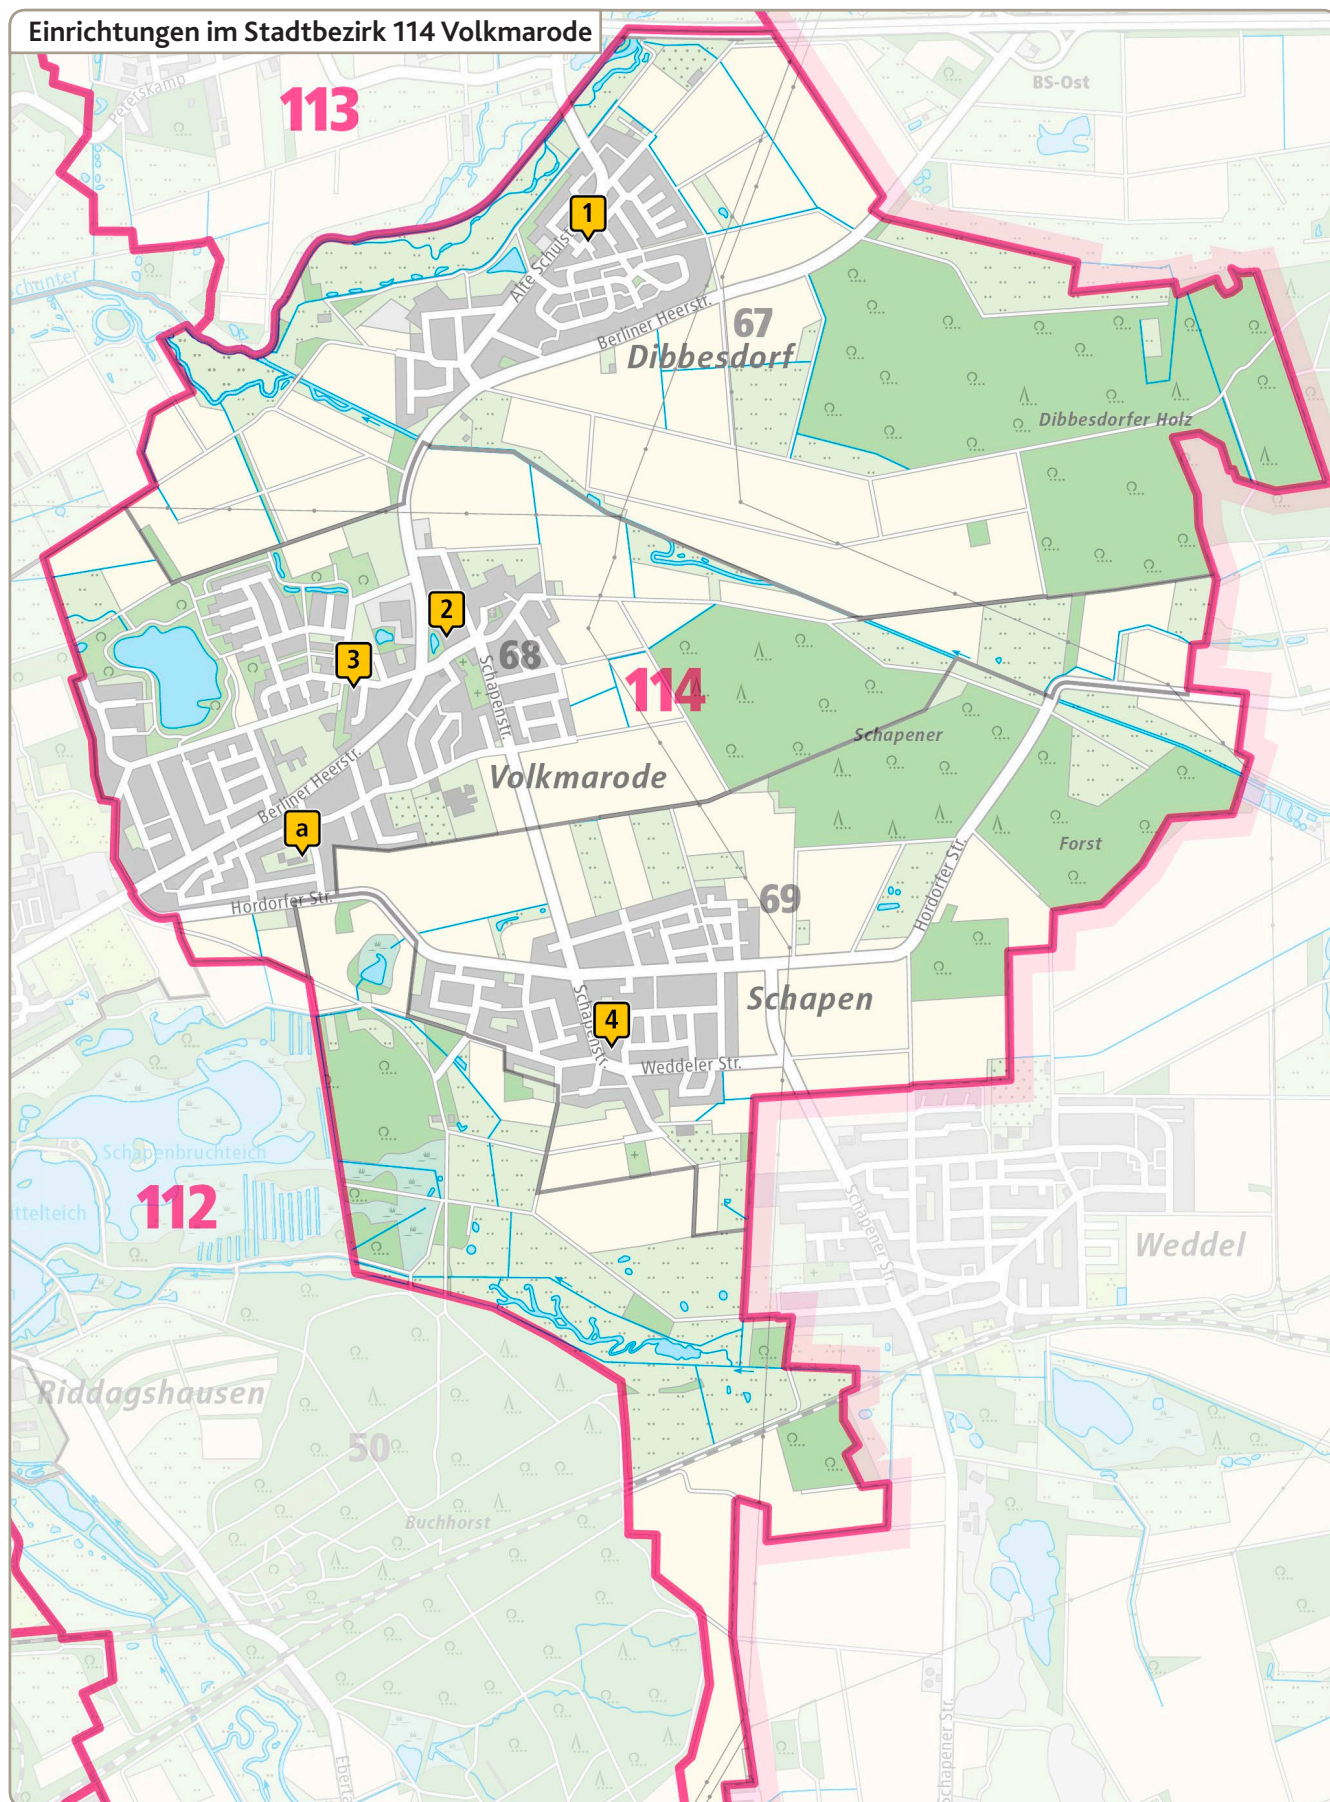 Einrichtungen im Stadtbezirk 114 Volkmarode
113
Peterskamp
BS-Ost
1
Alte Schulstr.
Berliner Heerstr.
67
Dibbesdorf
Dibbesdorfer Holz
2
3
68
Schapenstr.
114
Schapener
Volkmarode
Berliner Heerstr.
a
Forst
Hordorfer Str.
Hordorfer Str.
69
Schapen
Schapenstr.
4
Weddeler Str.
Schapenbruchteich
112
ittelteich
Schapener Str.
Weddel
Riddagshausen
50
Buchhorst
Schapener Str.